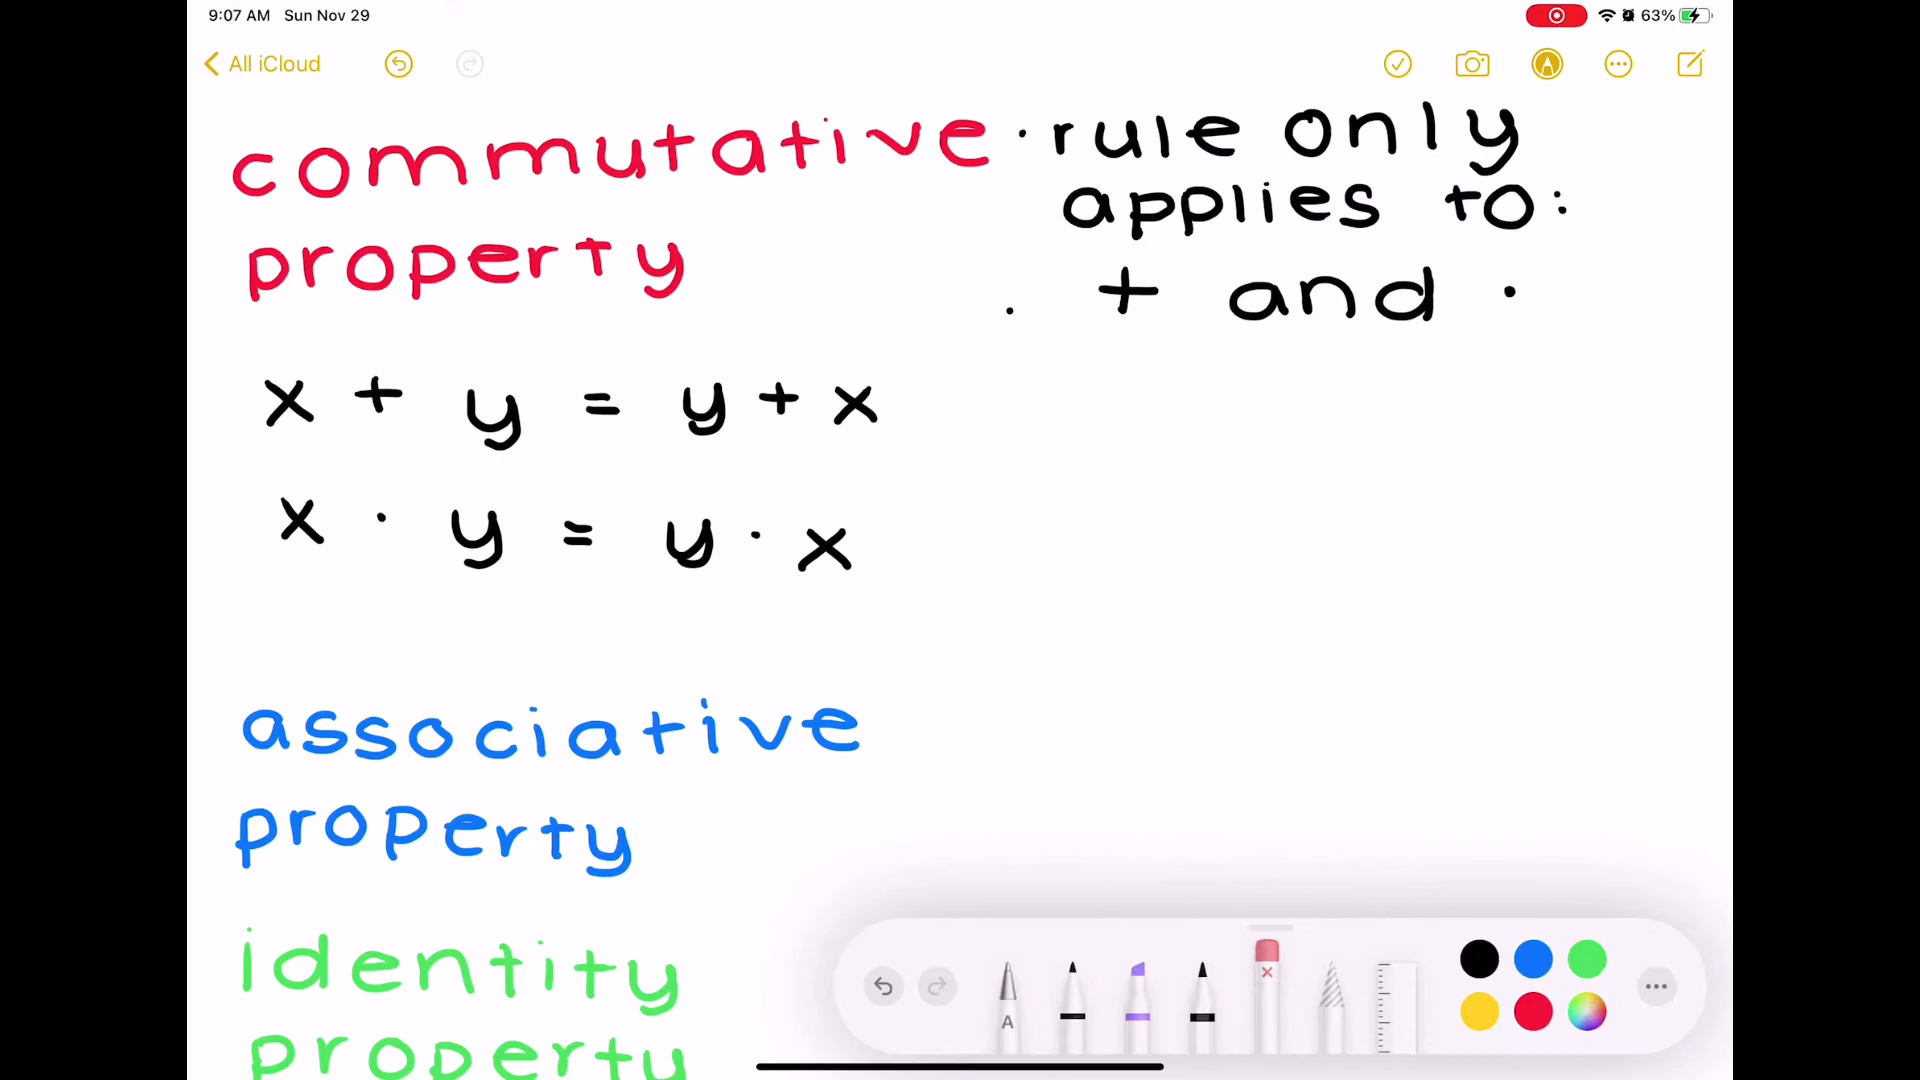 9:07 AM Sun Nov 29
63%
All iCloud
commutative
property
· rule only
applies to:
. + and ·
x + y = y + x
x · y = y · x
associative
property
identity
property
A